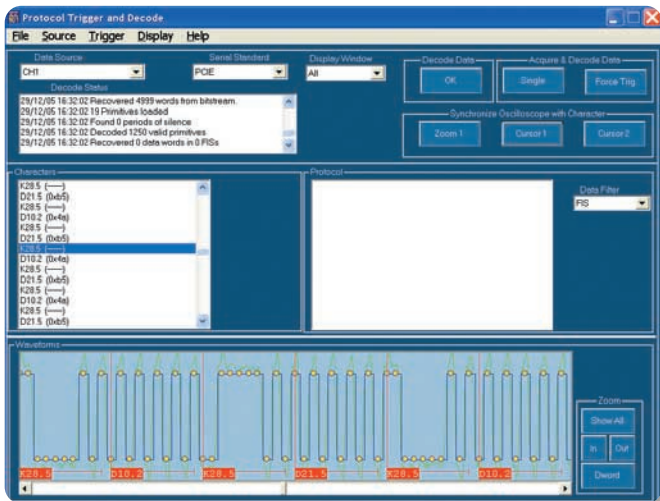 Protocol Trigger and Decode
File Source Trigger Display Help
Data Source
CH1
Serial Standard
PCIE
Display Window
All
Decode Data
OK
Acquire & Decode Data
Single
Force Trig
Decode Status
29/12/05 16:32:02 Recovered 4999 words from bitstream.
29/12/05 16:32:02 19 Primitives loaded
29/12/05 16:32:02 Found 0 periods of silence
29/12/05 16:32:02 Decoded 1250 valid primitives
29/12/05 16:32:02 Recovered 0 data words in 0 FISs
Synchronize Oscilloscope with Character
Zoom 1
Cursor 1
Cursor 2
Characters
K28.5 (-----)
D21.5 (0xb5)
K28.5 (-----)
D10.2 (0x4a)
K28.5 (-----)
D21.5 (0xb5)
K28.5 (-----)
D10.2 (0x4a)
K28.5 (-----)
D21.5 (0xb5)
D10.2 (0x4a)
K28.5 (-----)
D21.5 (0xb5)
Protocol
Data Filter
FIS
Waveforms
K28.5 D10.2 K28.5 D21.5 K28.5 D10.2
Zoom
Show All
In Out
Dword